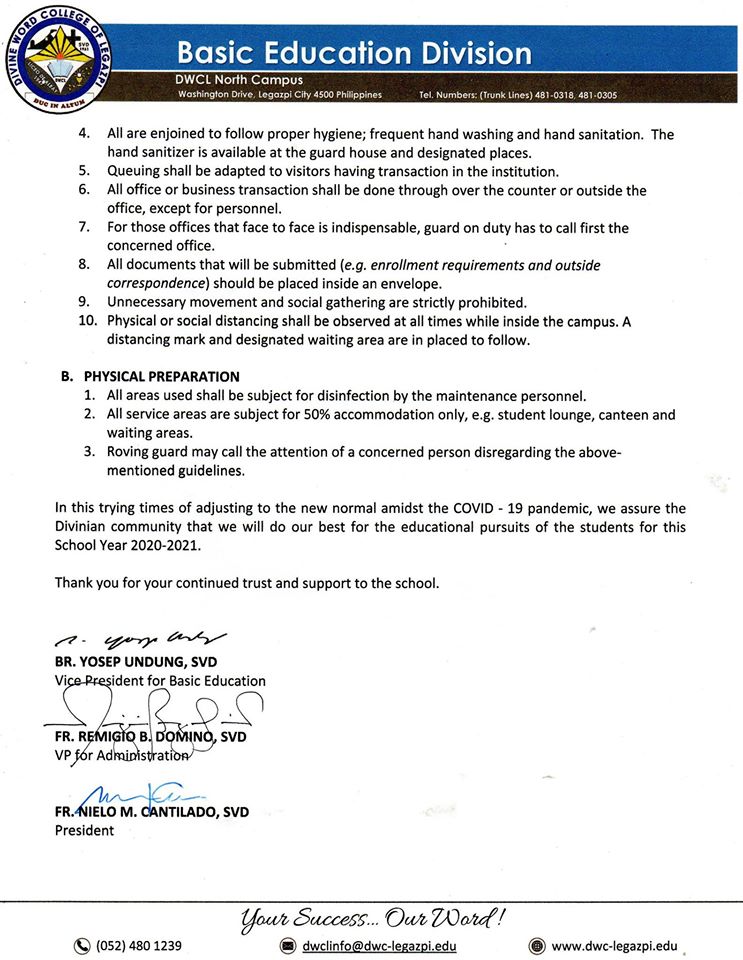 DIVINE WORD COLLEGE OF LEGAZPI
SVD
1961
DWCL
DUC IN ALTUM
Basic Education Division
DWCL North Campus
Washington Drive, Legazpi City 4500 Philippines Tel. Numbers: (Trunk Lines) 481-0318, 481-0305
4. All are enjoined to follow proper hygiene; frequent hand washing and hand sanitation. The
hand sanitizer is available at the guard house and designated places.
5. Queuing shall be adapted to visitors having transaction in the institution.
6. All office or business transaction shall be done through over the counter or outside the
office, except for personnel.
7. For those offices that face to face is indispensable, guard on duty has to call first the
concerned office.
8. All documents that will be submitted (e.g. enrollment requirements and outside
correspondence) should be placed inside an envelope.
9. Unnecessary movement and social gathering are strictly prohibited.
10. Physical or social distancing shall be observed at all times while inside the campus. A
distancing mark and designated waiting area are in placed to follow.
B. PHYSICAL PREPARATION
1. All areas used shall be subject for disinfection by the maintenance personnel.
2. All service areas are subject for 50% accommodation only, e.g. student lounge, canteen and
waiting areas.
3. Roving guard may call the attention of a concerned person disregarding the above-
mentioned guidelines.
In this trying times of adjusting to the new normal amidst the COVID - 19 pandemic, we assure the
Divinian community that we will do our best for the educational pursuits of the students for this
School Year 2020-2021.
Thank you for your continued trust and support to the school.
BR. YOSEP UNDUNG, SVD
Vice President for Basic Education
FR. REMIGIO B. DOMINO, SVD
VP for Administration
FR. NIELO M. CANTILADO, SVD
President
Your Success... Our Word!
(052) 480 1239 dwclinfo@dwc-legazpi.edu www.dwc-legazpi.edu